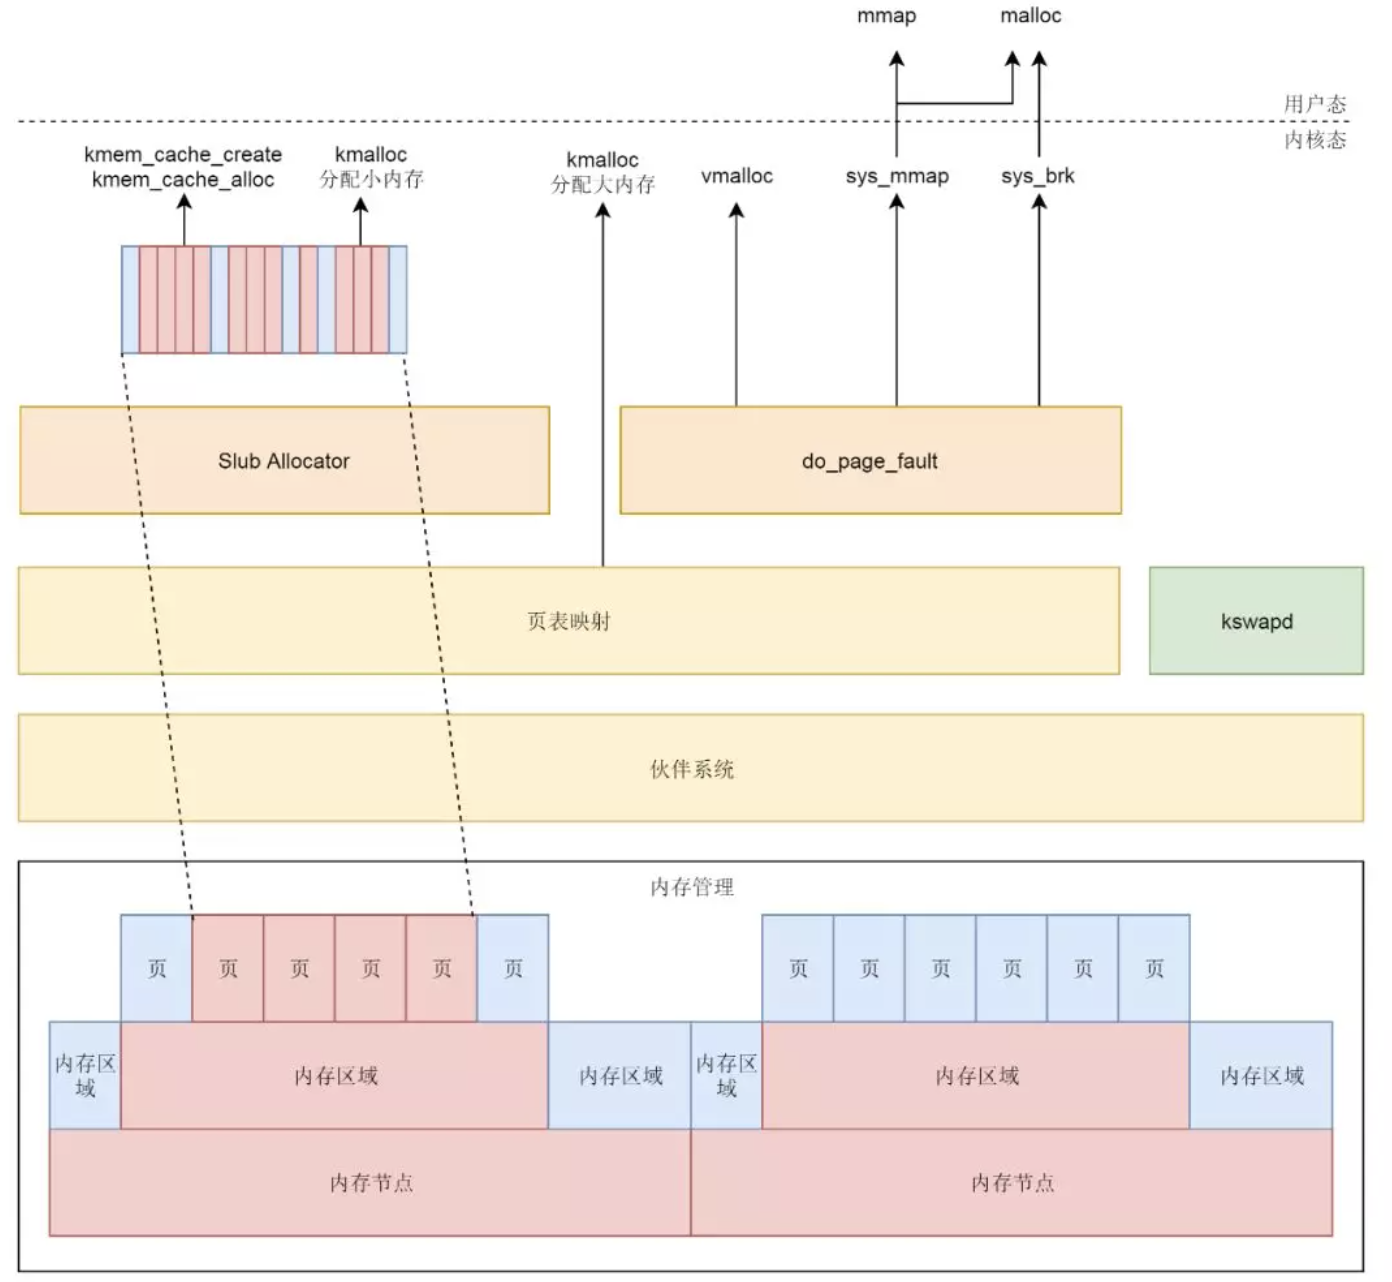 mmap
malloc
用户态
内核态
kmem_cache_create
kmem_cache_alloc
kmalloc
分配小内存
kmalloc
分配大内存
vmalloc
sys_mmap
sys_brk
Slub Allocator
do_page_fault
页表映射
kswapd
伙伴系统
内存管理
页
页
页
页
页
页
页
页
页
页
页
页
内存区
域
内存区域
内存区域
内存区
域
内存区域
内存区域
内存节点
内存节点